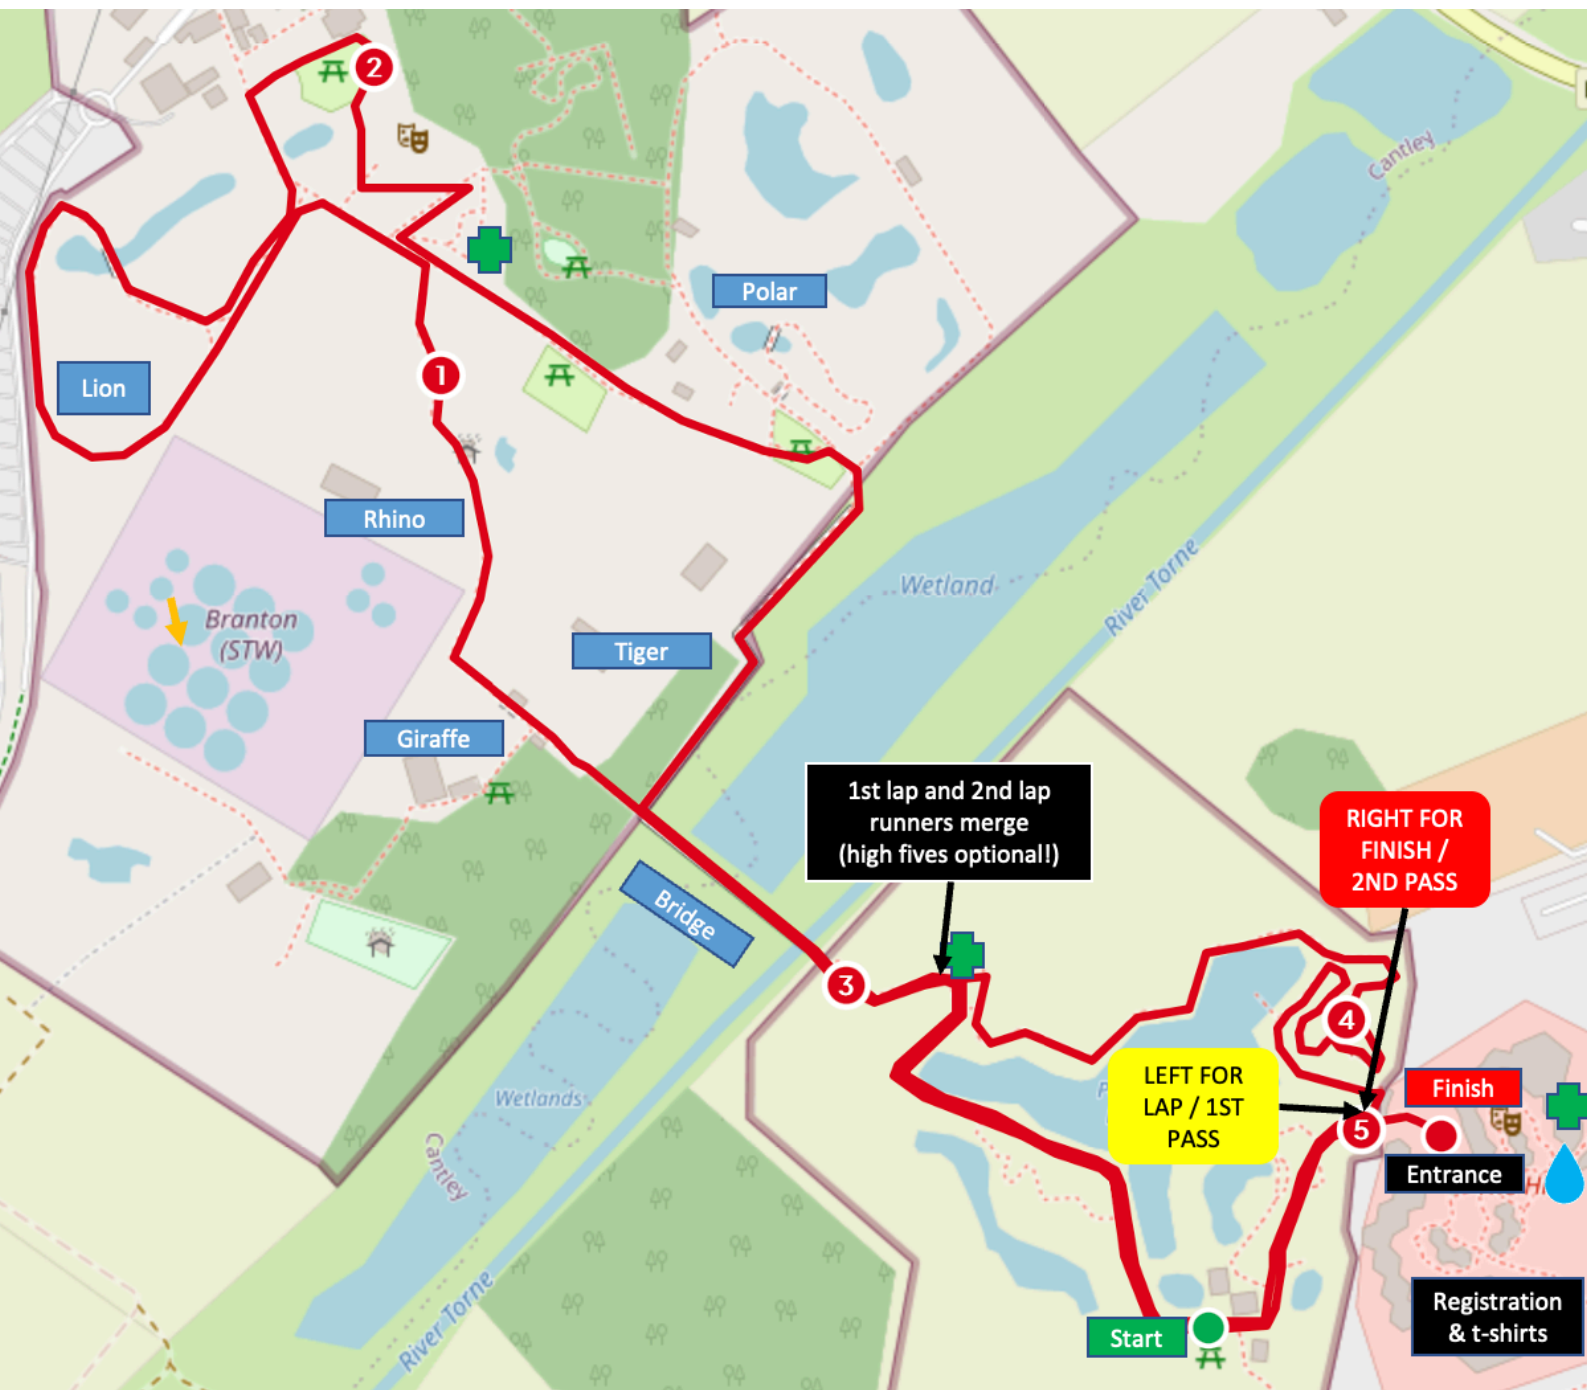 2
Cantley
Polar
Lion
1
Rhino
Wetland
River Torne
Branton
(STW)
Tiger
Giraffe
1st lap and 2nd lap
runners merge
(high fives optional!)
RIGHT FOR
FINISH /
2ND PASS
Bridge
3
4
LEFT FOR
LAP / 1ST
PASS
Finish
5
Wetlands
Entrance
Cantley
River Torne
Start
Registration
& t-shirts